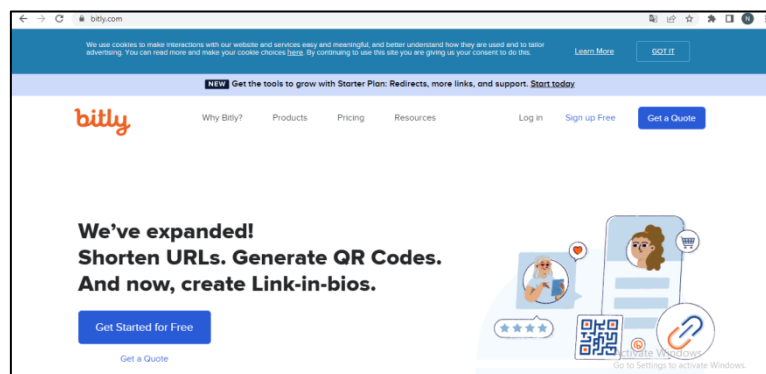 bitly.com
N
We use cookies to make interactions with our website and services easy and meaningful, and better understand how they are used and to tailor
advertising. You can read more and make your cookie choices here. By continuing to use this site you are giving us your consent to do this.
Learn More
GOT IT
NEW Get the tools to grow with Starter Plan: Redirects, more links, and support. Start today
bitly
Why Bitly? Products Pricing Resources Log in Sign up Free Get a Quote
We've expanded!
Shorten URLs. Generate QR Codes.
And now, create Link-in-bios.
Get Started for Free
Get a Quote
Activate Windows
Go to Settings to activate Windows.